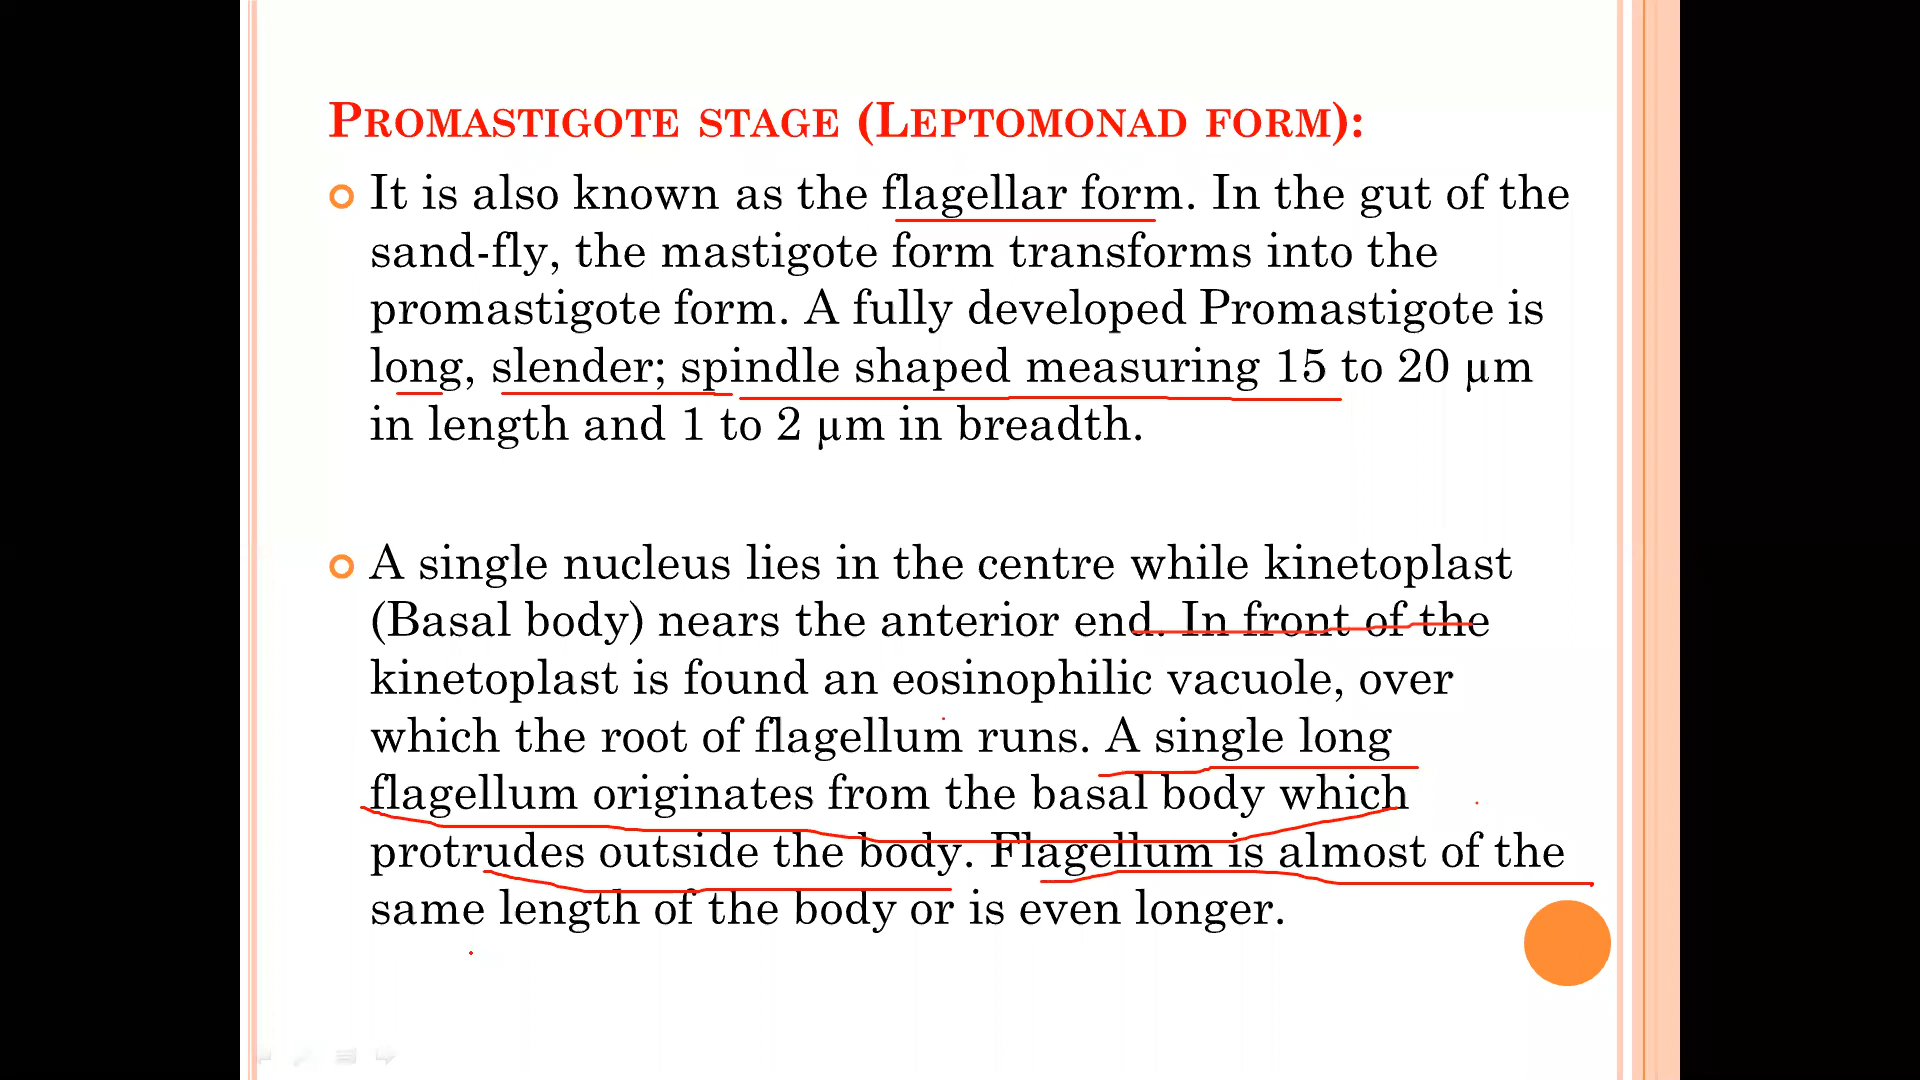 PROMASTIGOTE STAGE (LEPTOMONAD FORM):
It is also known as the flagellar form. In the gut of the
sand-fly, the mastigote form transforms into the
promastigote form. A fully developed Promastigote is
long, slender; spindle shaped measuring 15 to 20 µm
in length and 1 to 2 µm in breadth.
A single nucleus lies in the centre while kinetoplast
(Basal body) nears the anterior end. In front of the
kinetoplast is found an eosinophilic vacuole, over
which the root of flagellum runs. A single long
flagellum originates from the basal body which
protrudes outside the body. Flagellum is almost of the
same length of the body or is even longer.